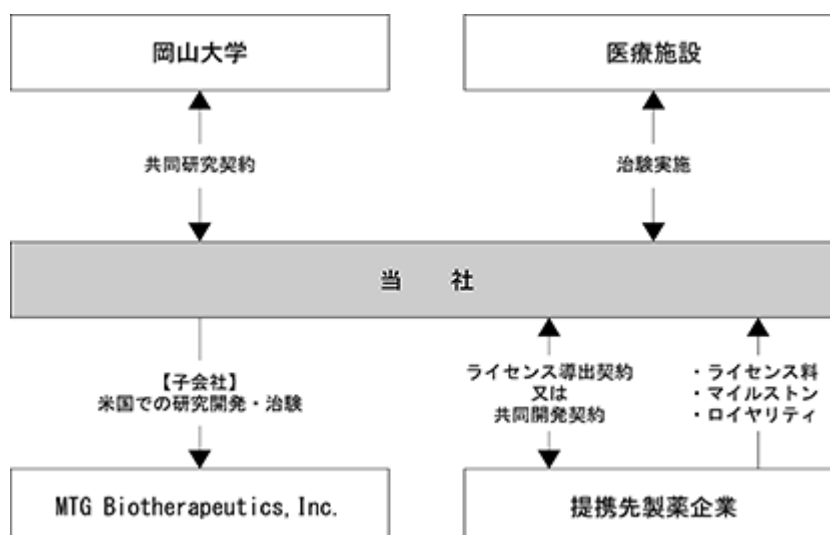 岡山大学
医療施設
共同研究契約
治験実施
当　　社
【子会社】
米国での研究開発・治験
ライセンス導出契約
又は
共同開発契約
・ライセンス料
・マイルストン
・ロイヤリティ
MTG Biotherapeutics, Inc.
提携先製薬企業